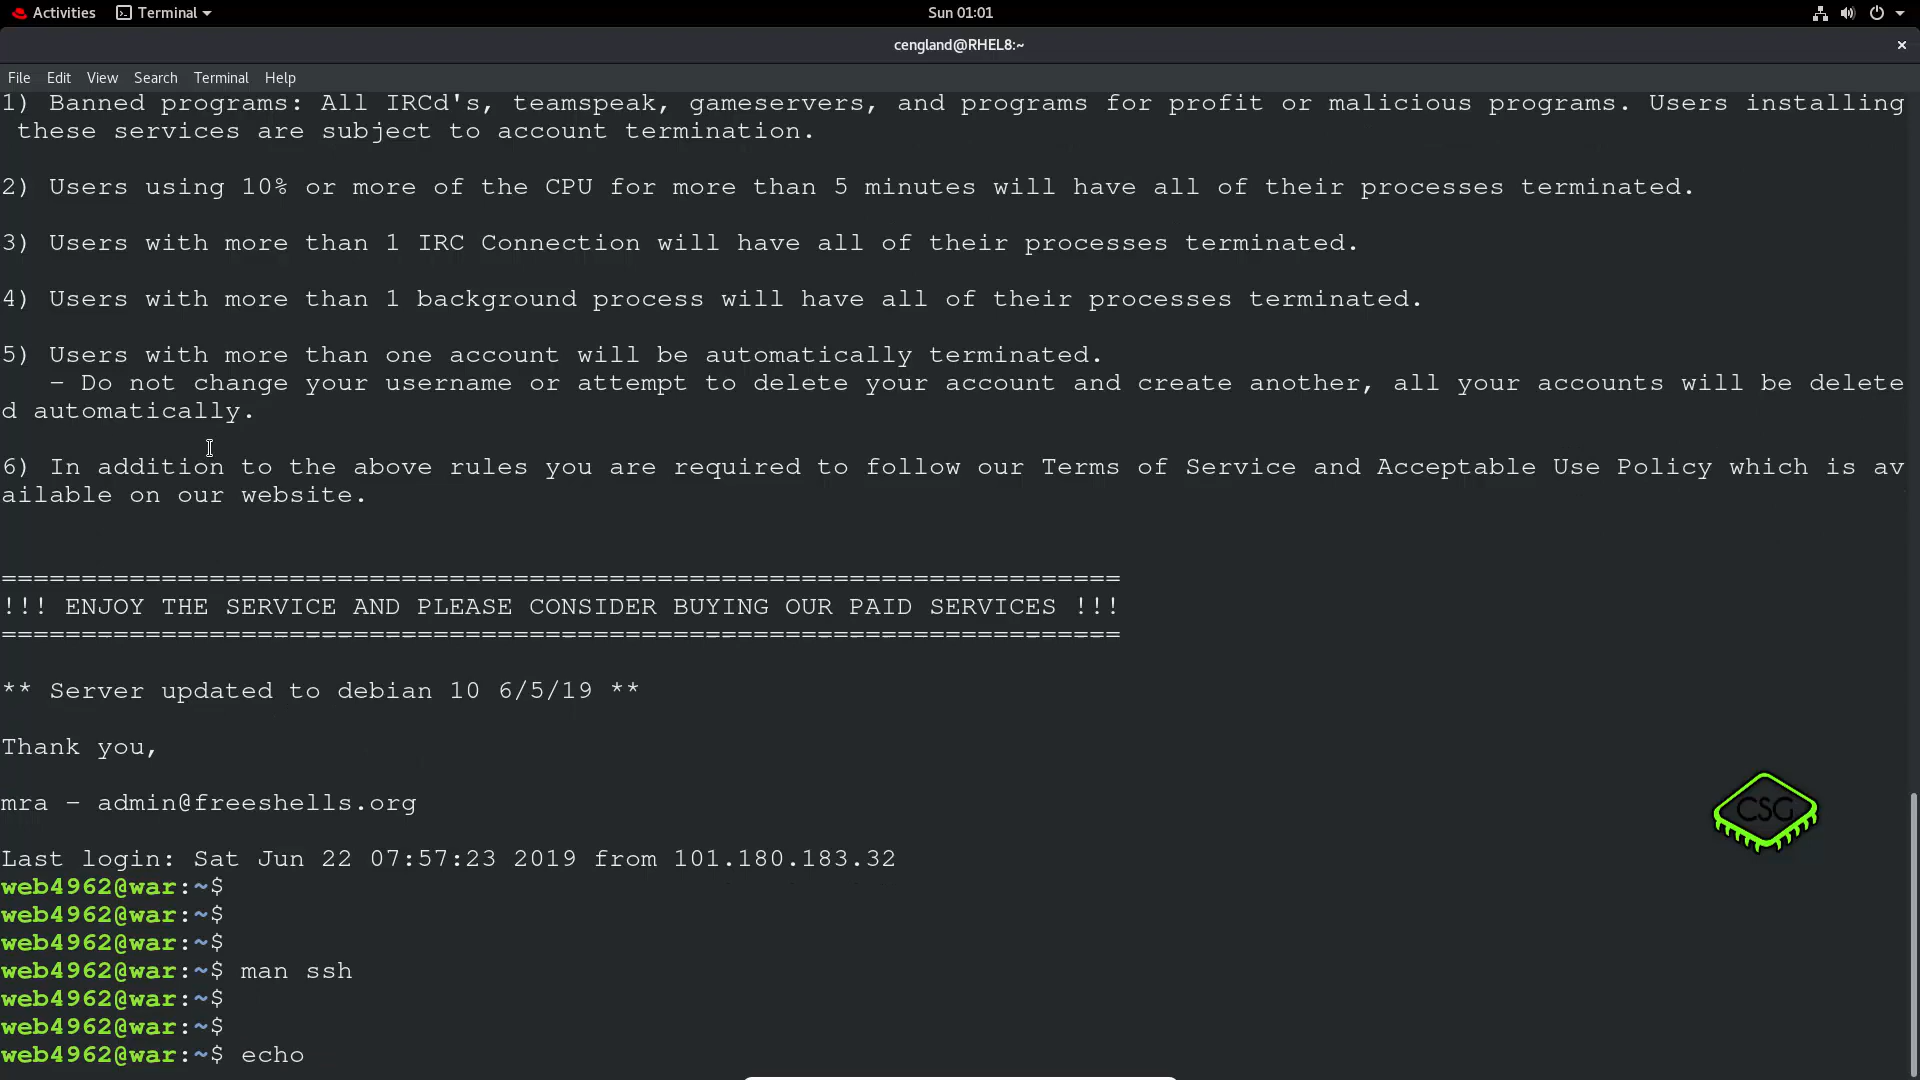 Activities Terminal Sun 01:01
cengland@RHEL8:~ ×
File Edit View Search Terminal Help
1) Banned programs: All IRCd's, teamspeak, gameservers, and programs for profit or malicious programs. Users installing
these services are subject to account termination.
2) Users using 10% or more of the CPU for more than 5 minutes will have all of their processes terminated.
3) Users with more than 1 IRC Connection will have all of their processes terminated.
4) Users with more than 1 background process will have all of their processes terminated.
5) Users with more than one account will be automatically terminated.
- Do not change your username or attempt to delete your account and create another, all your accounts will be delete
d automatically.
6) In addition to the above rules you are required to follow our Terms of Service and Acceptable Use Policy which is av
ailable on our website.
======================================================================
!!! ENJOY THE SERVICE AND PLEASE CONSIDER BUYING OUR PAID SERVICES !!!
======================================================================
** Server updated to debian 10 6/5/19 **
Thank you,
mra - admin@freeshells.org
CSG
Last login: Sat Jun 22 07:57:23 2019 from 101.180.183.32
web4962@war:~$
web4962@war:~$
web4962@war:~$
web4962@war:~$ man ssh
web4962@war:~$
web4962@war:~$
web4962@war:~$ echo